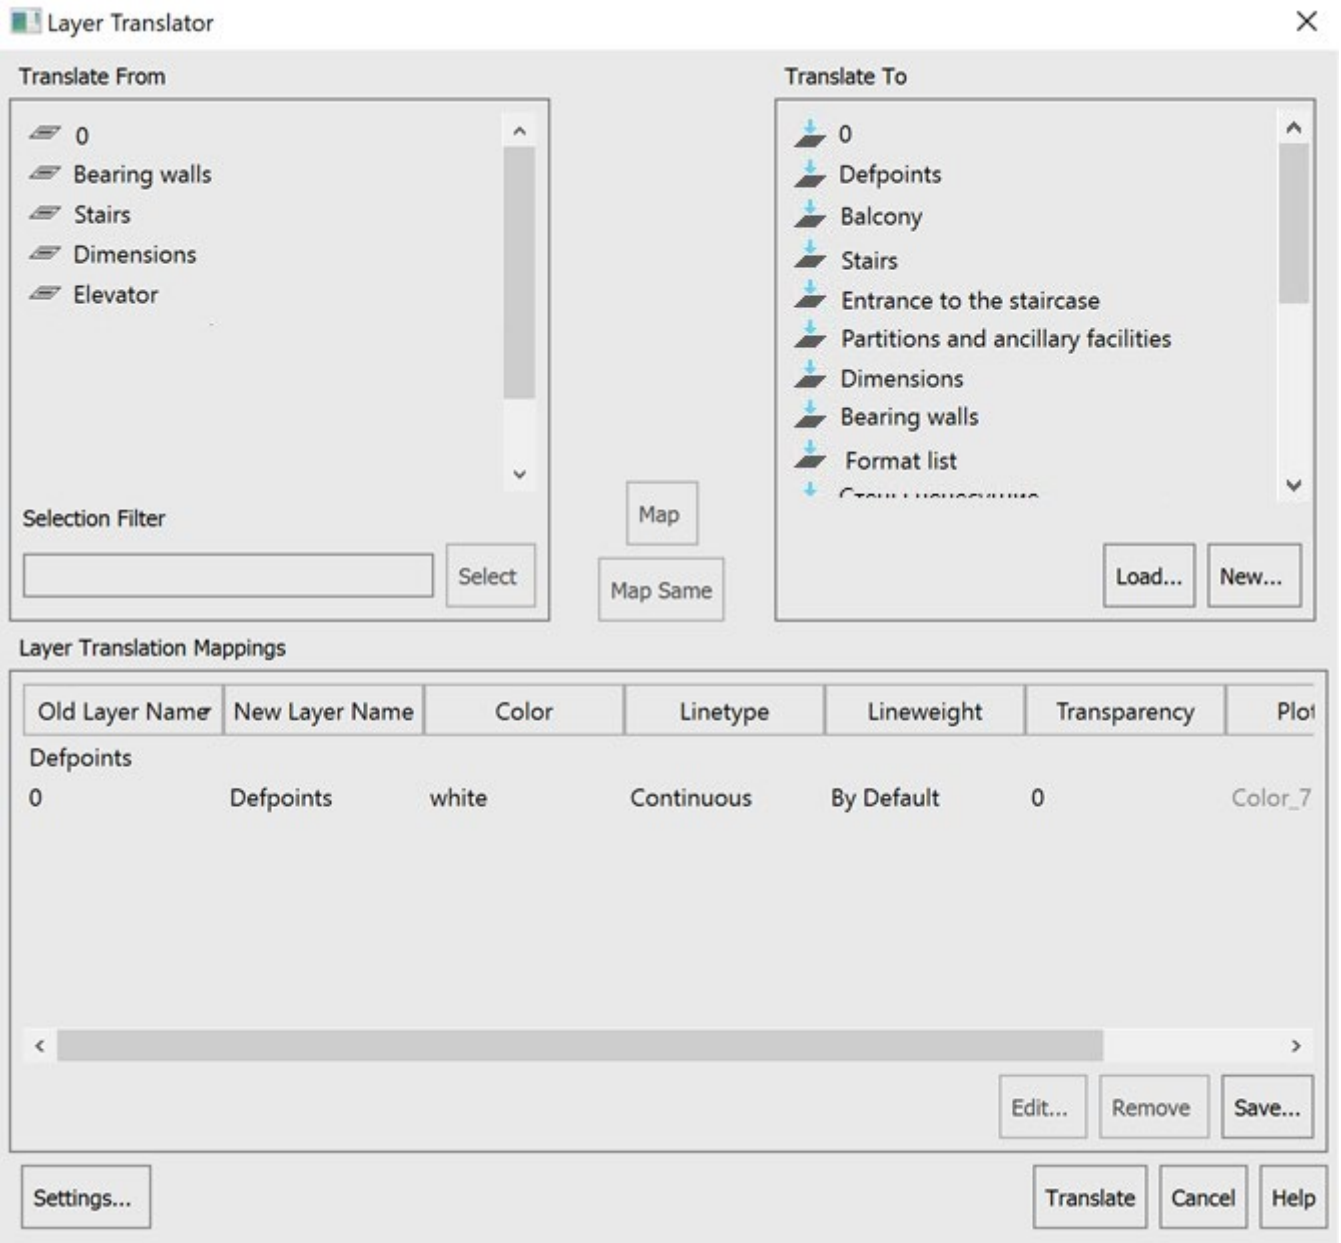 Layer Translator
Translate From
Translate To
0
Bearing walls
Stairs
Dimensions
Elevator
0
Defpoints
Balcony
Stairs
Entrance to the staircase
Partitions and ancillary facilities
Dimensions
Bearing walls
Format list
Selection Filter
Select
Map
Map Same
Load...
New...
Layer Translation Mappings
Old Layer Name New Layer Name Color Linetype Lineweight Transparency
Defpoints
0 Defpoints white Continuous By Default 0 Color_7
Edit... Remove Save...
Settings... Translate Cancel Help